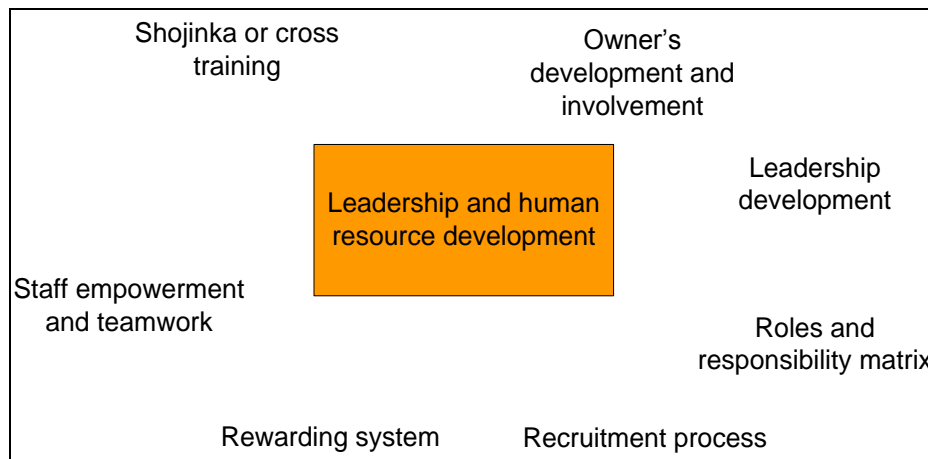 Shojinka or cross
training
Owner’s
development and
involvement
Leadership
development
Leadership and human
resource development
Staff empowerment
and teamwork
Roles and
responsibility matrix
Rewarding system
Recruitment process